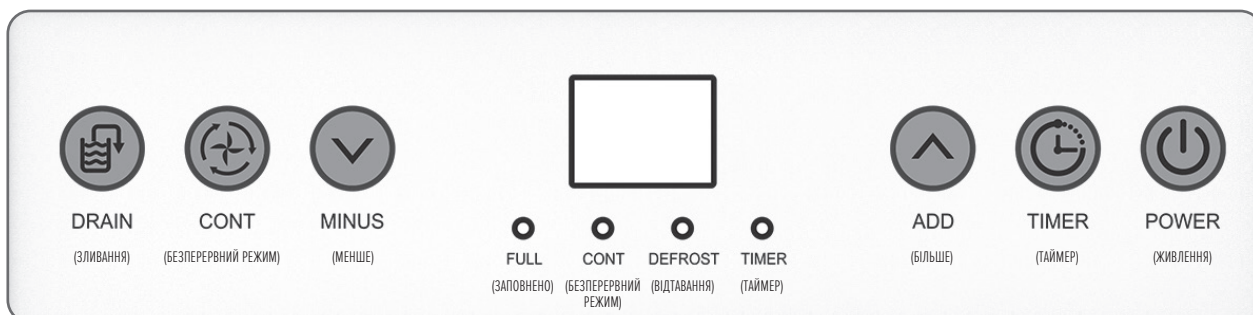 DRAIN
(ЗЛИВАННЯ)
CONT
(БЕЗПЕРЕРВНИЙ РЕЖИМ)
MINUS
(МЕНШЕ)
FULL
(ЗАПОВНЕНО)
CONT
(БЕЗПЕРЕРВНИЙ
РЕЖИМ)
DEFROST
(ВІДТАВАННЯ)
TIMER
(ТАЙМЕР)
ADD
(БІЛЬШЕ)
TIMER
(ТАЙМЕР)
POWER
(ЖИВЛЕННЯ)